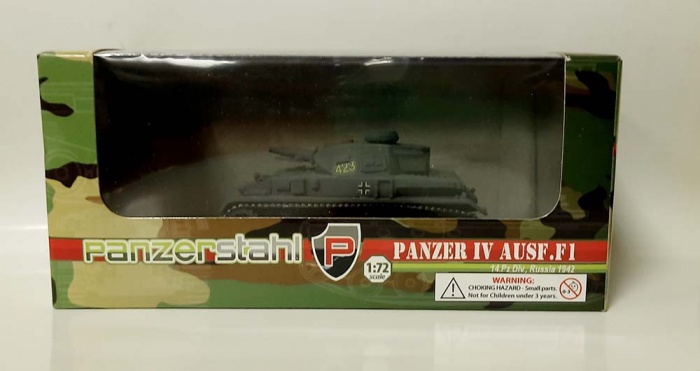 423
panzerstahl
P
PANZER IV AUSF.F1
14.Pz.Div., Russia 1942
1:72
scale
WARNING:
CHOKING HAZARD - Small parts.
Not for Children under 3 years.